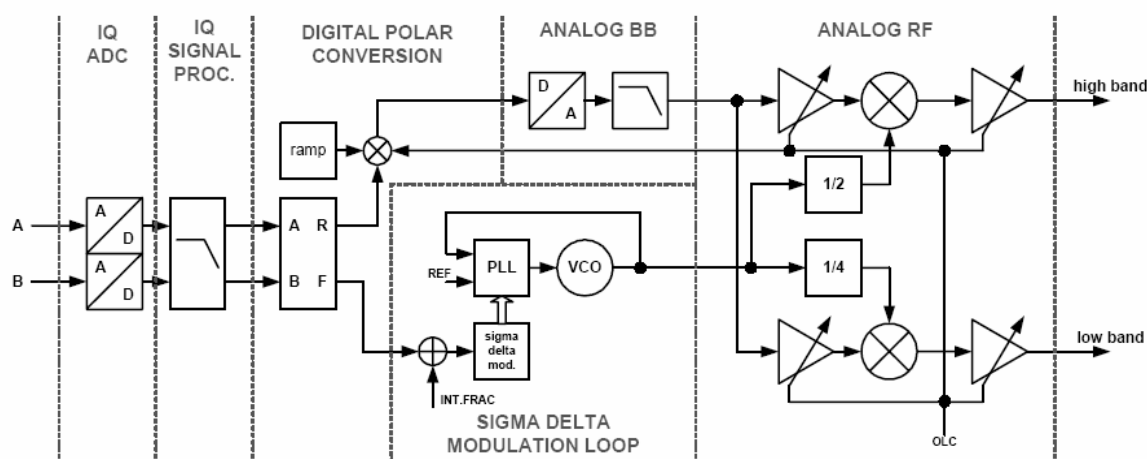 IQ
ADC
IQ
SIGNAL
PROC.
DIGITAL POLAR
CONVERSION
ANALOG BB
ANALOG RF
D
A
high band
ramp
1/2
A
A
D
A R
B
A
D
B F
REF
PLL
VCO
1/4
sigma
delta
mod.
low band
INT.FRAC
SIGMA DELTA
MODULATION LOOP
OLC